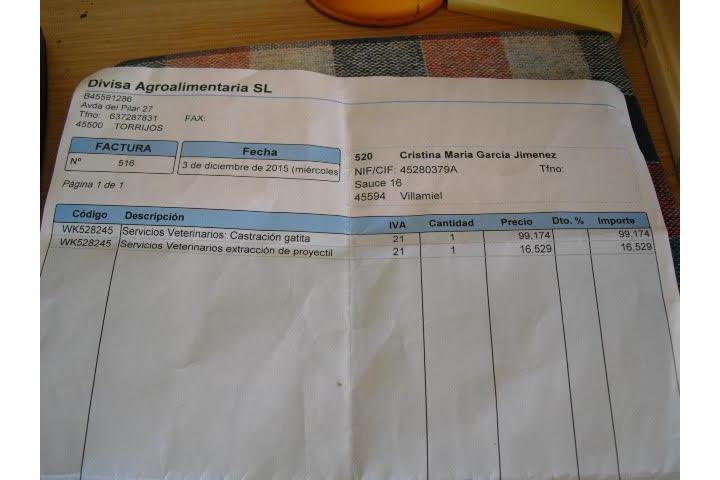 Divisa Agroalimentaria SL
B45591286
Avda del Pilar 27
Tfno: 637287831 FAX:
45500 TORRIJOS
FACTURA
Nº 516
Fecha
3 de diciembre de 2015 (miércoles
Página 1 de 1
520 Cristina Maria Garcia Jimenez
NIF/CIF: 45280379A Tfno:
Sauce 16
45594 Villamiel
Código Descripción IVA Cantidad Precio Dto. % Importe
WK528245 Servicios Veterinarios: Castración gatita 21 1 99,174 99,174
WK528245 Servicios Veterinarios extracción de proyectil 21 1 16,529 16,529